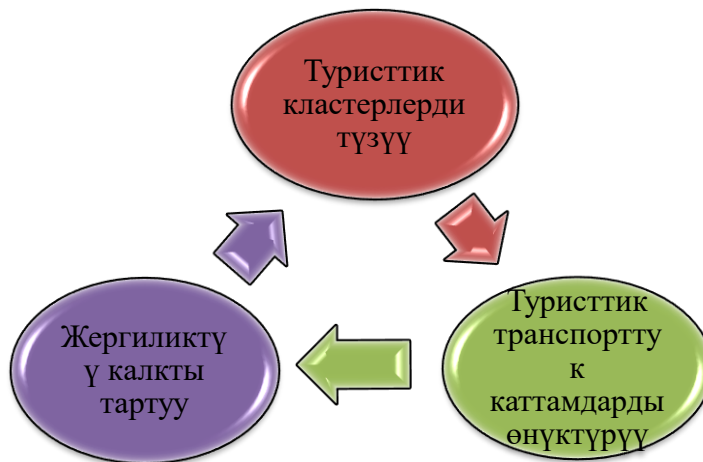 Туристтик
кластерлерди
түзүү
Туристтик
транспортту
к
каттамдарды
өнүктүрүү
Жергиликтү
ү калкты
тартуу